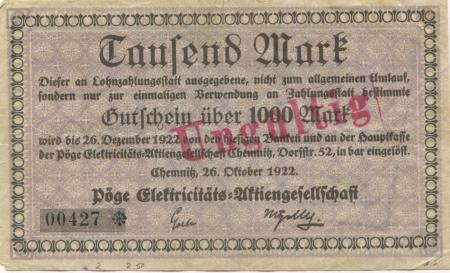 Tausend Mark
Dieser an Lohnzahlungsstatt ausgegebene, nicht zum allgemeinen Umlauf,
sondern nur zur einmaligen Verwendung an Zahlungsstatt bestimmte
Gutschein über 1000 Mark
Ungültig
wird bis 26. Dezember 1922 von den hiesigen Banken und an der Hauptkasse
der Pöge Elektricitäts-Aktiengesellschaft Chemnitz, Dorfstr. 52, in bar eingelöst.
Chemnitz, 26. Oktober 1922.
Pöge Elektricitäts-Aktiengesellschaft
00427 ✻